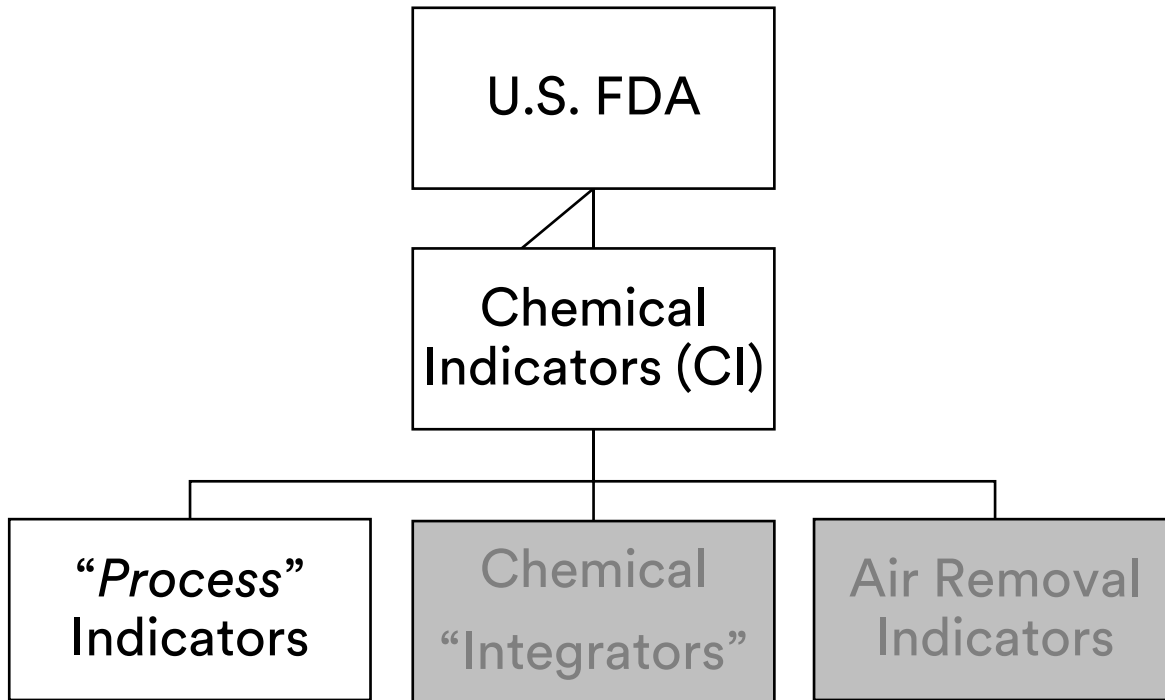 U.S. FDA
Chemical
Indicators (CI)
“Process”
Indicators
Chemical
“Integrators”
Air Removal
Indicators